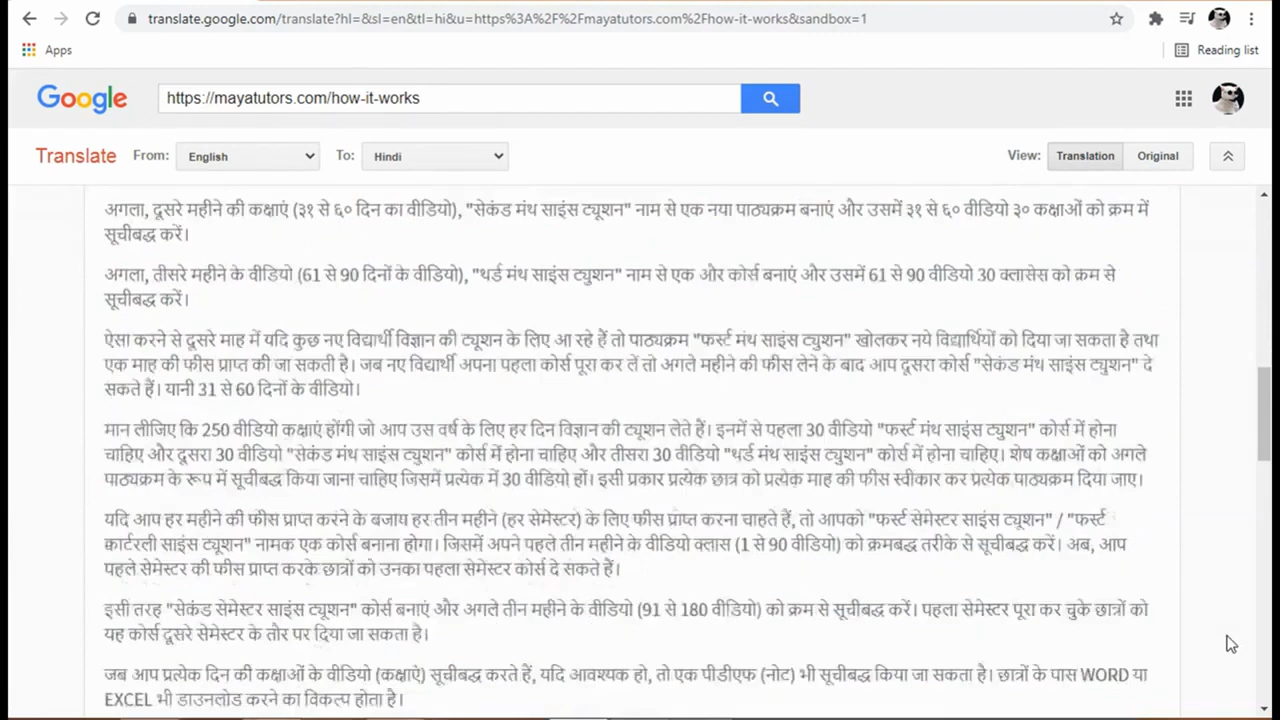 translate.google.com/translate?hl=&sl=en&tl=hi&u=https%3A%2F%2Fmayatutors.com%2Fhow-it-works&sandbox=1
Apps
Reading list
Google
https://mayatutors.com/how-it-works
Translate From: English To: Hindi View: Translation Original
अगला, दूसरे महीने की कक्षाएं (३१ से ६० दिन का वीडियो), "सेकंड मंथ साइंस ट्यूशन" नाम से एक नया पाठ्यक्रम बनाएं और उसमें ३१ से ६० वीडियो ३० कक्षाओं को क्रम में
सूचीबद्ध करें।
अगला, तीसरे महीने के वीडियो (61 से 90 दिनों के वीडियो), "थर्ड मंथ साइंस ट्यूशन" नाम से एक और कोर्स बनाएं और उसमें 61 से 90 वीडियो 30 क्लासेस को क्रम से
सूचीबद्ध करें।
ऐसा करने से दूसरे माह में यदि कुछ नए विद्यार्थी विज्ञान की ट्यूशन के लिए आ रहे हैं तो पाठ्यक्रम "फर्स्ट मंथ साइंस ट्यूशन" खोलकर नये विद्यार्थियों को दिया जा सकता है तथा
एक माह की फीस प्राप्त की जा सकती है। जब नए विद्यार्थी अपना पहला कोर्स पूरा कर लें तो अगले महीने की फीस लेने के बाद आप दूसरा कोर्स "सेकंड मंथ साइंस ट्युशन" दे
सकते हैं। यानी 31 से 60 दिनों के वीडियो।
मान लीजिए कि 250 वीडियो कक्षाएं होंगी जो आप उस वर्ष के लिए हर दिन विज्ञान की ट्यूशन लेते हैं। इनमें से पहला 30 वीडियो "फर्स्ट मंथ साइंस ट्यूशन" कोर्स में होना
चाहिए और दूसरा 30 वीडियो "सेकंड मंथ साइंस ट्यूशन" कोर्स में होना चाहिए और तीसरा 30 वीडियो "थर्ड मंथ साइंस ट्यूशन" कोर्स में होना चाहिए। शेष कक्षाओं को अगले
पाठ्यक्रम के रूप में सूचीबद्ध किया जाना चाहिए जिसमें प्रत्येक में 30 वीडियो हों। इसी प्रकार प्रत्येक छात्र को प्रत्येक माह की फीस स्वीकार कर प्रत्येक पाठ्यक्रम दिया जाए।
यदि आप हर महीने की फीस प्राप्त करने के बजाय हर तीन महीने (हर सेमेस्टर) के लिए फीस प्राप्त करना चाहते हैं, तो आपको "फर्स्ट सेमेस्टर साइंस ट्यूशन" / "फर्स्ट
क्वार्टरली साइंस ट्यूशन" नामक एक कोर्स बनाना होगा। जिसमें अपने पहले तीन महीने के वीडियो क्लास (1 से 90 वीडियो) को क्रमबद्ध तरीके से सूचीबद्ध करें। अब, आप
पहले सेमेस्टर की फीस प्राप्त करके छात्रों को उनका पहला सेमेस्टर कोर्स दे सकते हैं।
इसी तरह "सेकंड सेमेस्टर साइंस ट्यूशन" कोर्स बनाएं और अगले तीन महीने के वीडियो (91 से 180 वीडियो) को क्रम से सूचीबद्ध करें। पहला सेमेस्टर पूरा कर चुके छात्रों को
यह कोर्स दूसरे सेमेस्टर के तौर पर दिया जा सकता है।
जब आप प्रत्येक दिन की कक्षाओं के वीडियो (कक्षाएं) सूचीबद्ध करते हैं, यदि आवश्यक हो, तो एक पीडीएफ (नोट) भी सूचीबद्ध किया जा सकता है। छात्रों के पास WORD या
EXCEL भी डाउनलोड करने का विकल्प होता है।